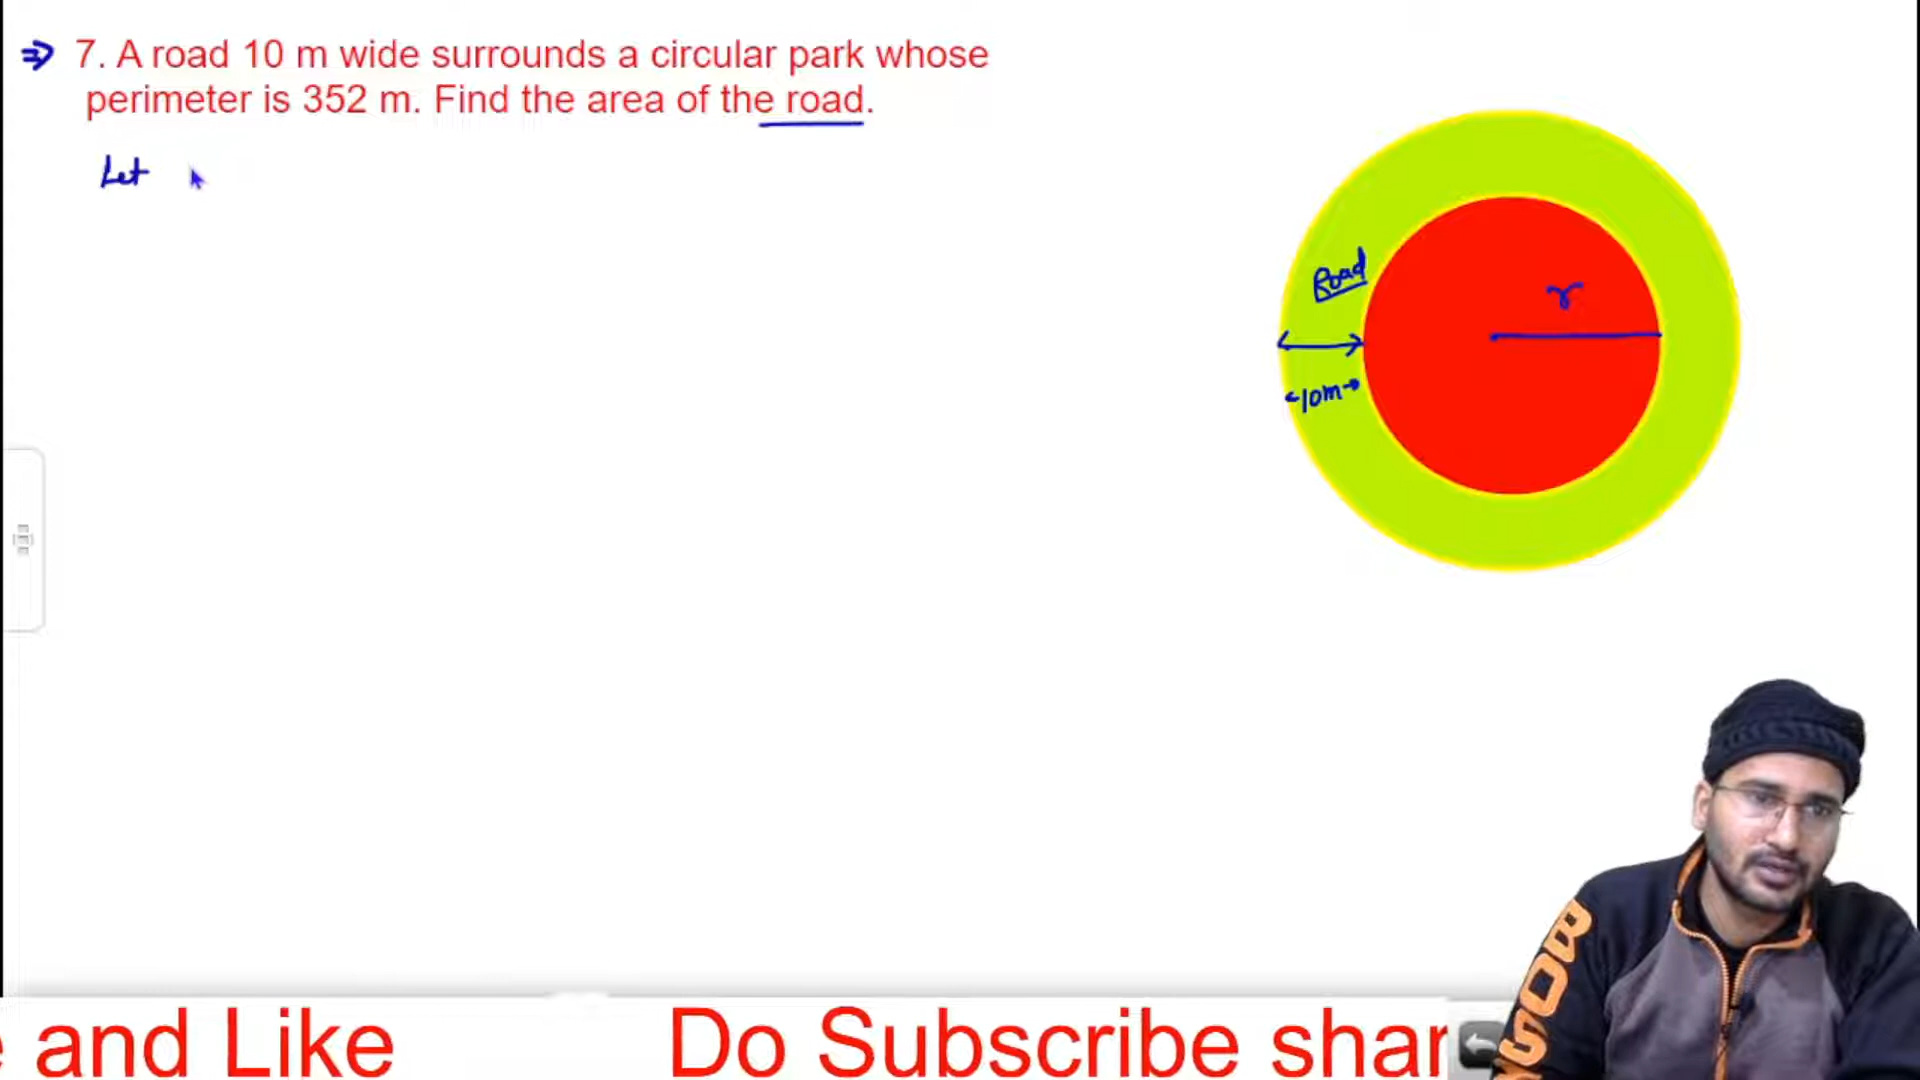 ⇒ 7. A road 10 m wide surrounds a circular park whose
perimeter is 352 m. Find the area of the road.
Let
Road
r
10m
and Like Do Subscribe shar